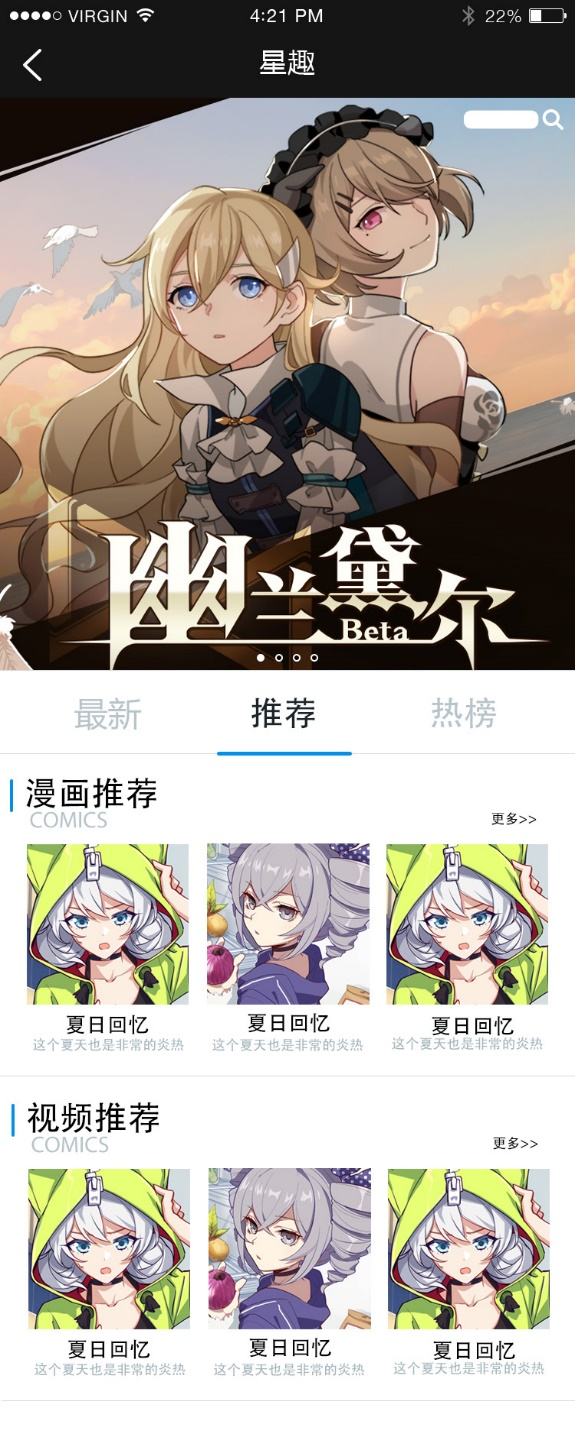 VIRGIN 4:21 PM 22%
星趣
幽兰黛尔
Beta
最新 推荐 热榜
漫画推荐
COMICS 更多>>
夏日回忆 夏日回忆 夏日回忆
这个夏天也是非常的炎热 这个夏天也是非常的炎热 这个夏天也是非常的炎热
视频推荐
COMICS 更多>>
夏日回忆 夏日回忆 夏日回忆
这个夏天也是非常的炎热 这个夏天也是非常的炎热 这个夏天也是非常的炎热